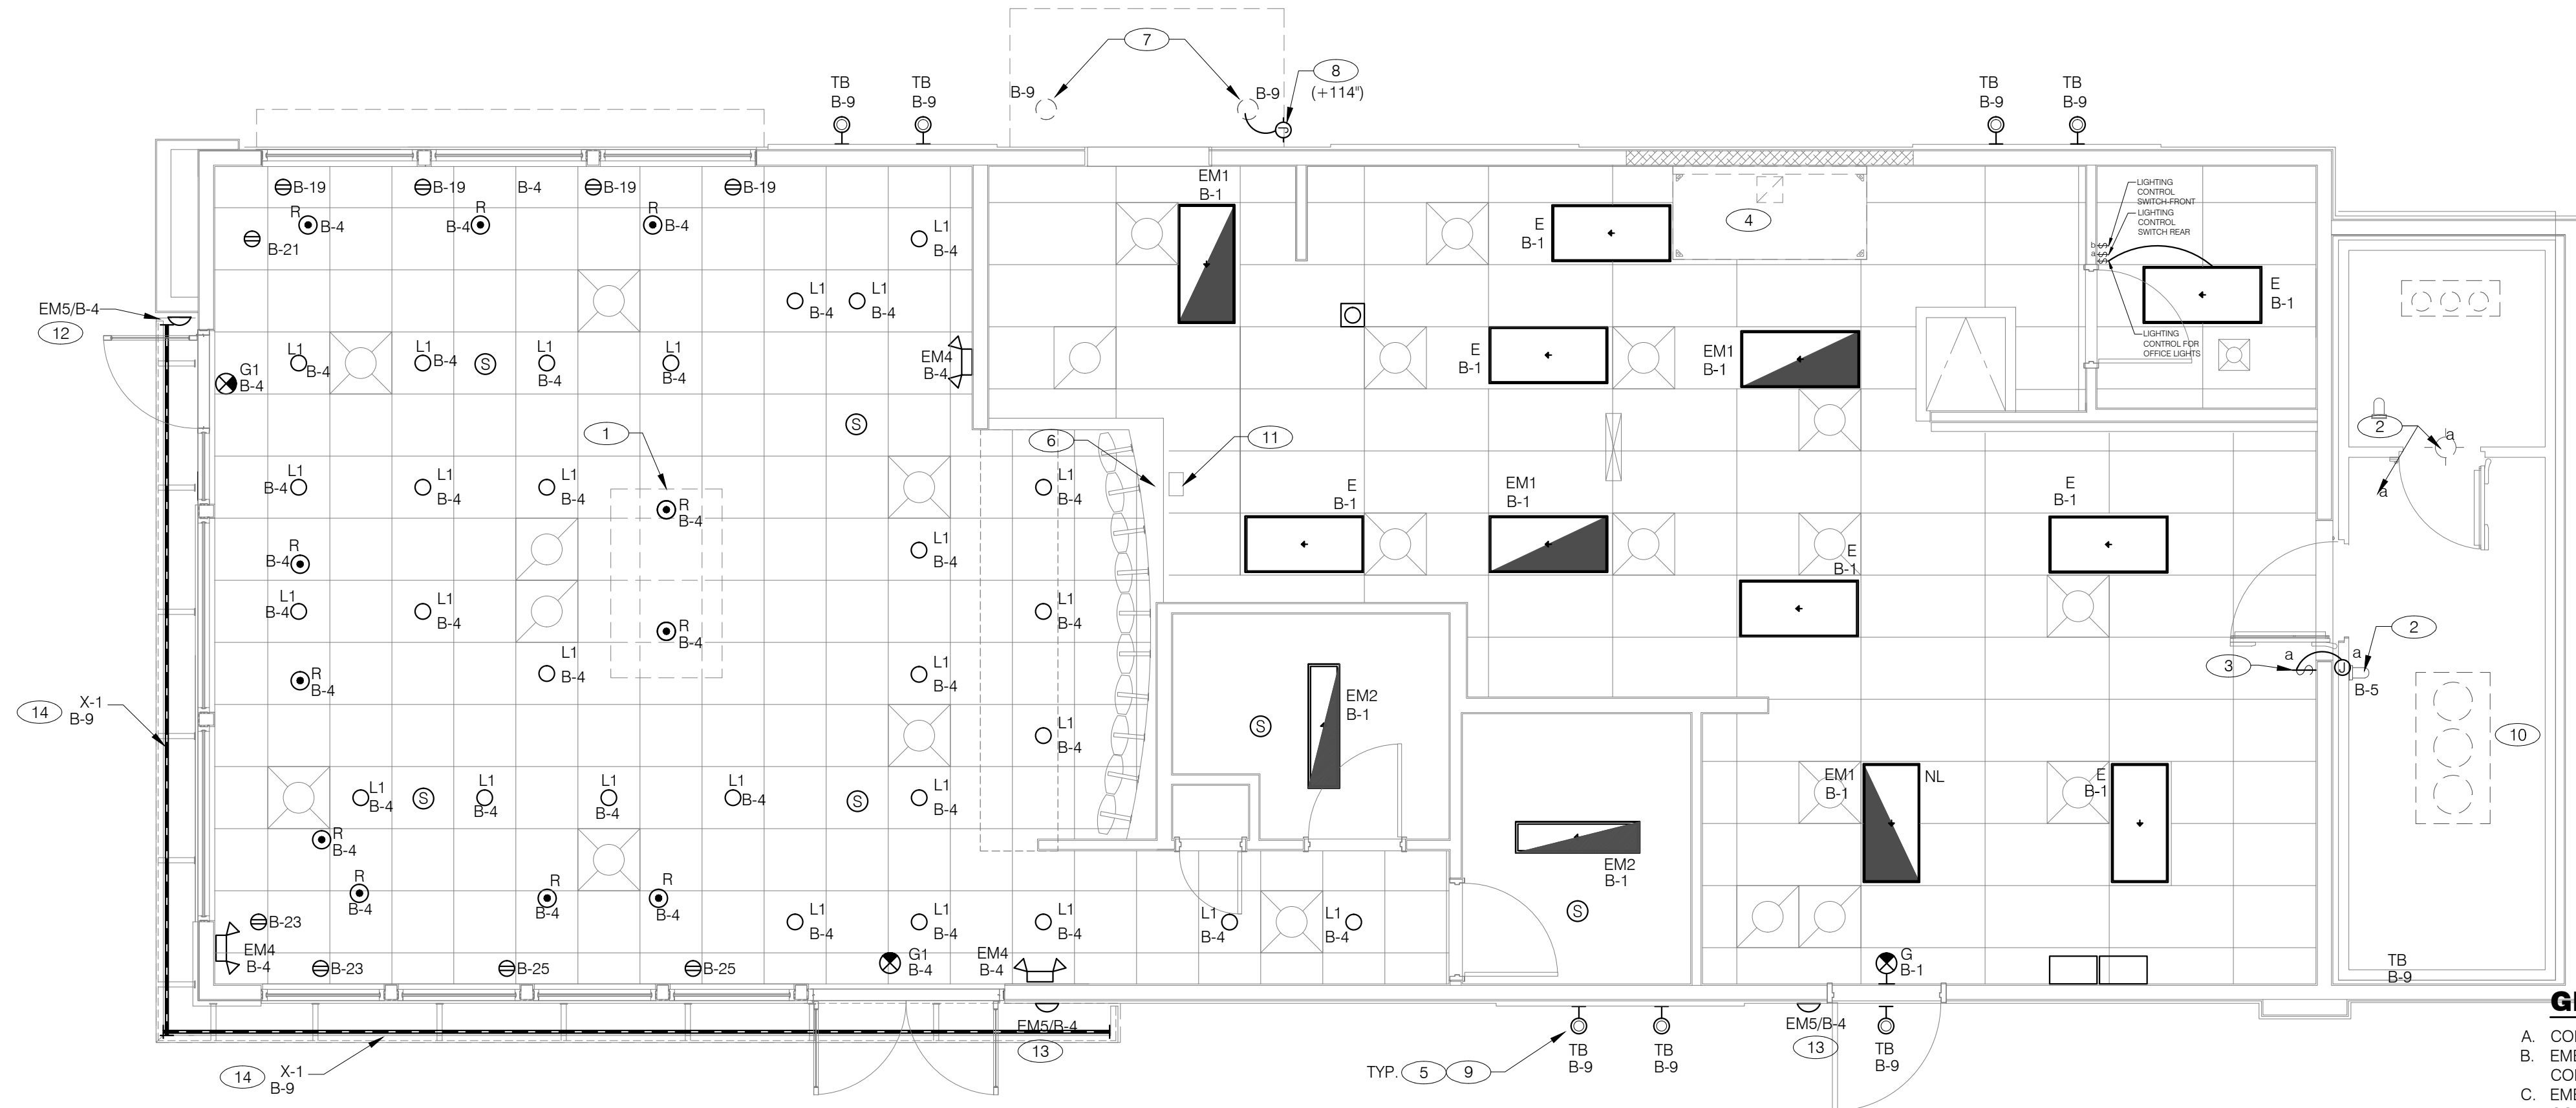 7
TB
B-9
TB
B-9
B-9
B-9
8
(+114")
TB
B-9
TB
B-9
B-19
B-19
B-4
B-19
B-19
R
B-4
R
B-4
R
B-4
B-21
L1
B-4
L1
B-4
L1
B-4
EM1
B-1
E
B-1
4
LIGHTING
CONTROL
SWITCH-FRONT
LIGHTING
CONTROL
SWITCH REAR
b
a
E
B-1
LIGHTING
CONTROL FOR
OFFICE LIGHTS
EM5/B-4
12
G1
B-4
L1
B-4
L1
B-4
S
L1
B-4
L1
B-4
EM4
B-4
E
B-1
EM1
B-1
S
1
6
11
2
a
a
L1
B-4
L1
B-4
L1
B-4
R
B-4
L1
B-4
E
B-1
EM1
B-1
E
B-1
R
B-4
L1
B-4
E
B-1
L1
B-4
L1
B-4
R
B-4
L1
B-4
2
3
a
J
a
B-5
R
B-4
L1
B-4
L1
B-4
14
X-1
B-9
EM2
B-1
S
L1
B-4
10
L1
B-4
S
L1
B-4
L1
B-4
L1
B-4
S
L1
B-4
EM1
B-1
NL
E
B-1
R
B-4
EM2
B-1
R
B-4
R
B-4
R
B-4
S
B-23
L1
B-4
L1
B-4
L1
B-4
L1
B-4
L1
B-4
EM4
B-4
B-23
B-25
B-25
G1
B-4
EM4
B-4
G
B-1
TB
B-9
EM5/B-4
13
EM5/B-4
13
14
X-1
B-9
TYP.
5
9
TB
B-9
TB
B-9
TB
B-9
A.
B.
C.